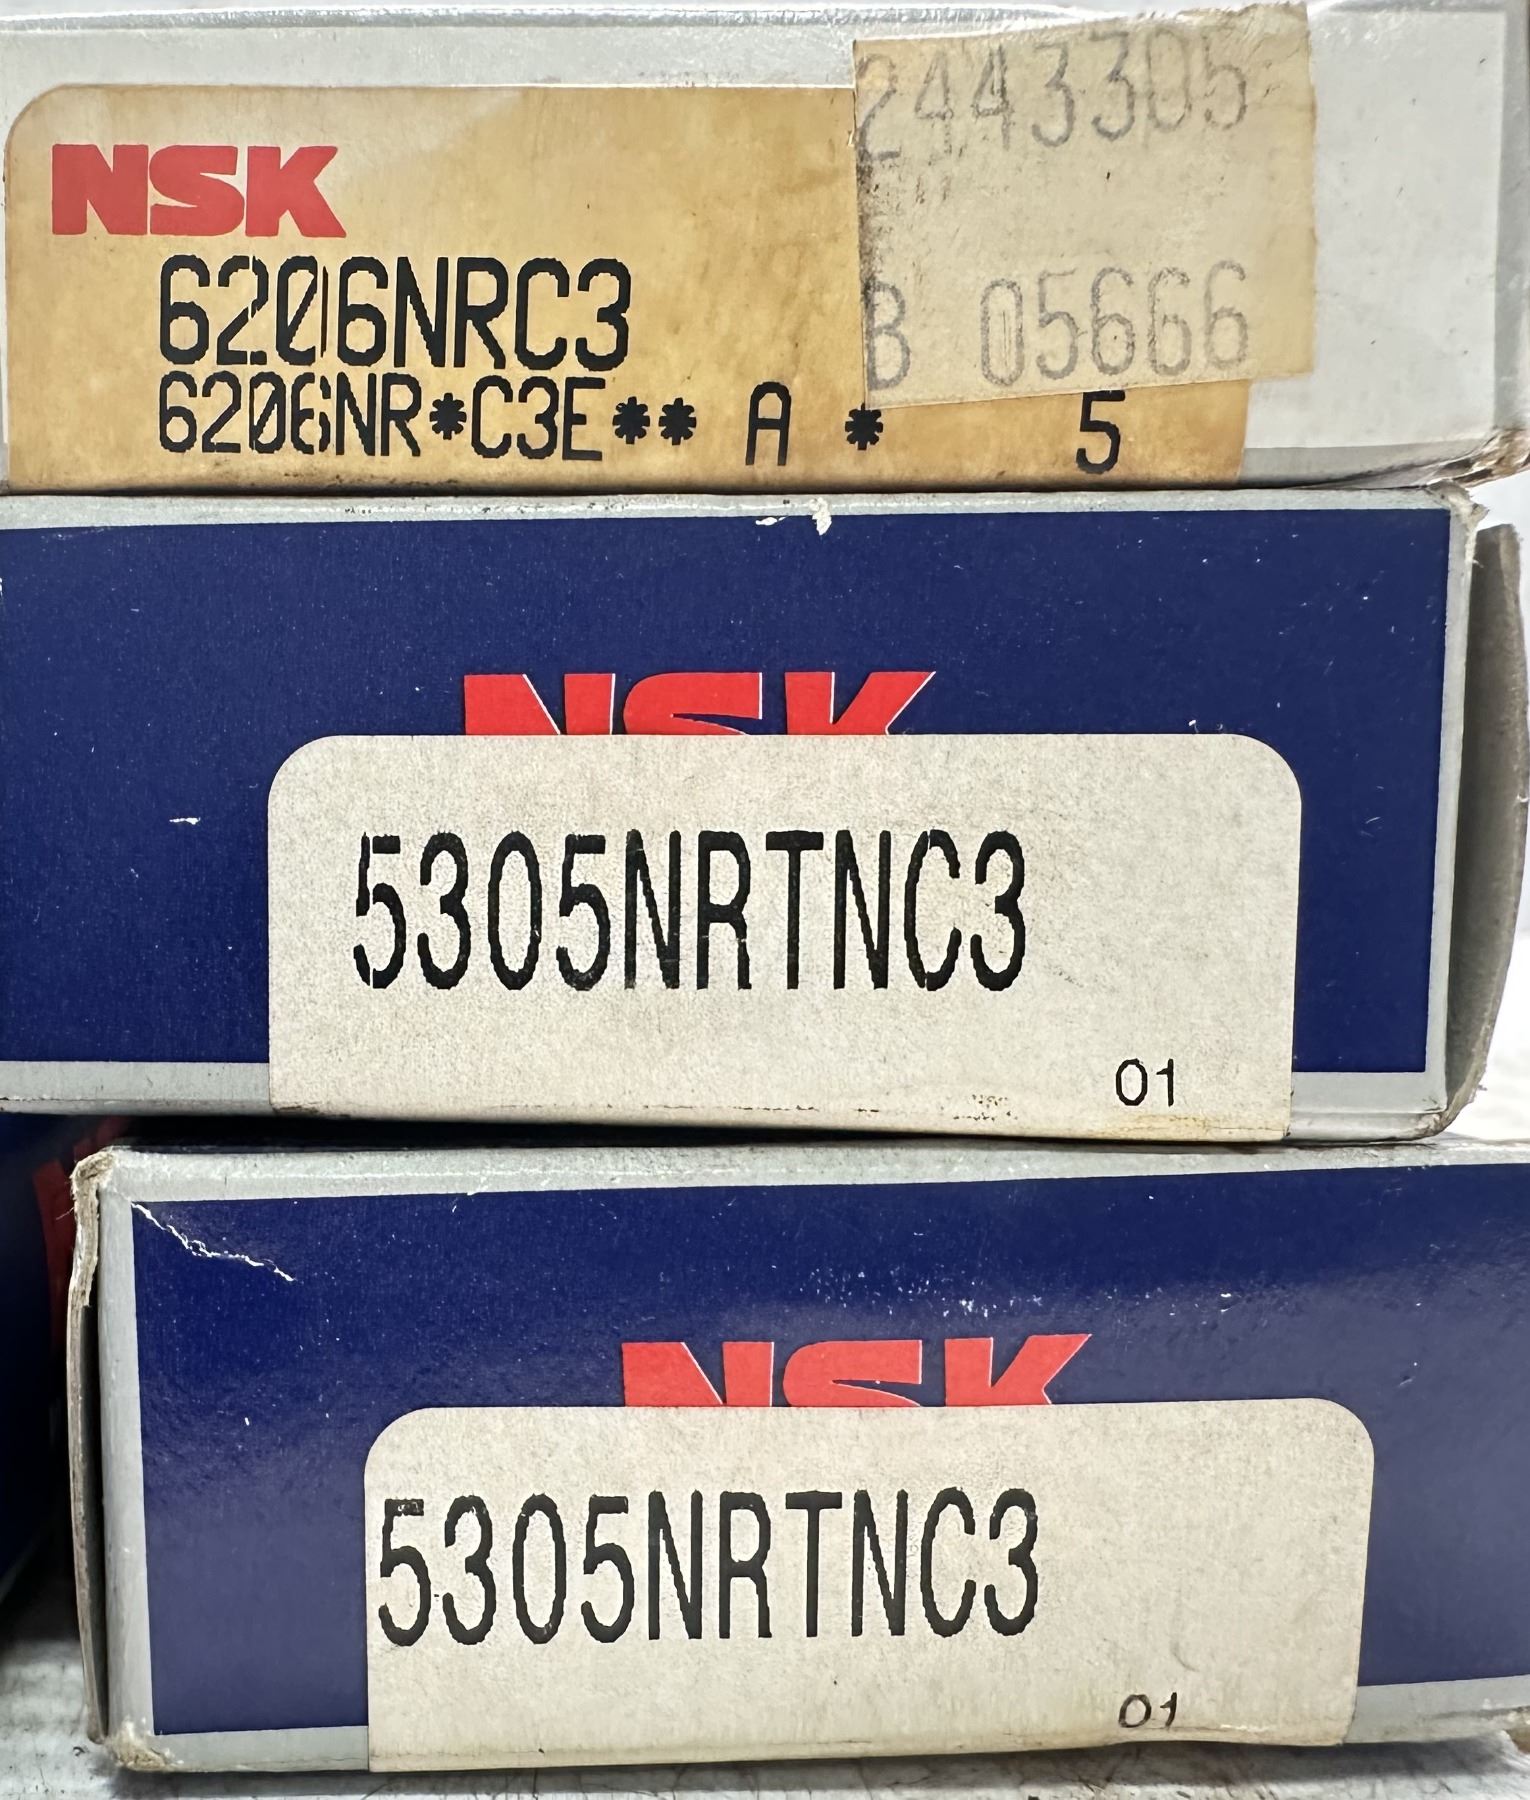 2443305
NSK
6206NRC3
B 05666
6206NR*C3E** A * 5
NSK
5305NRTNC3
01
NSK
5305NRTNC3
01